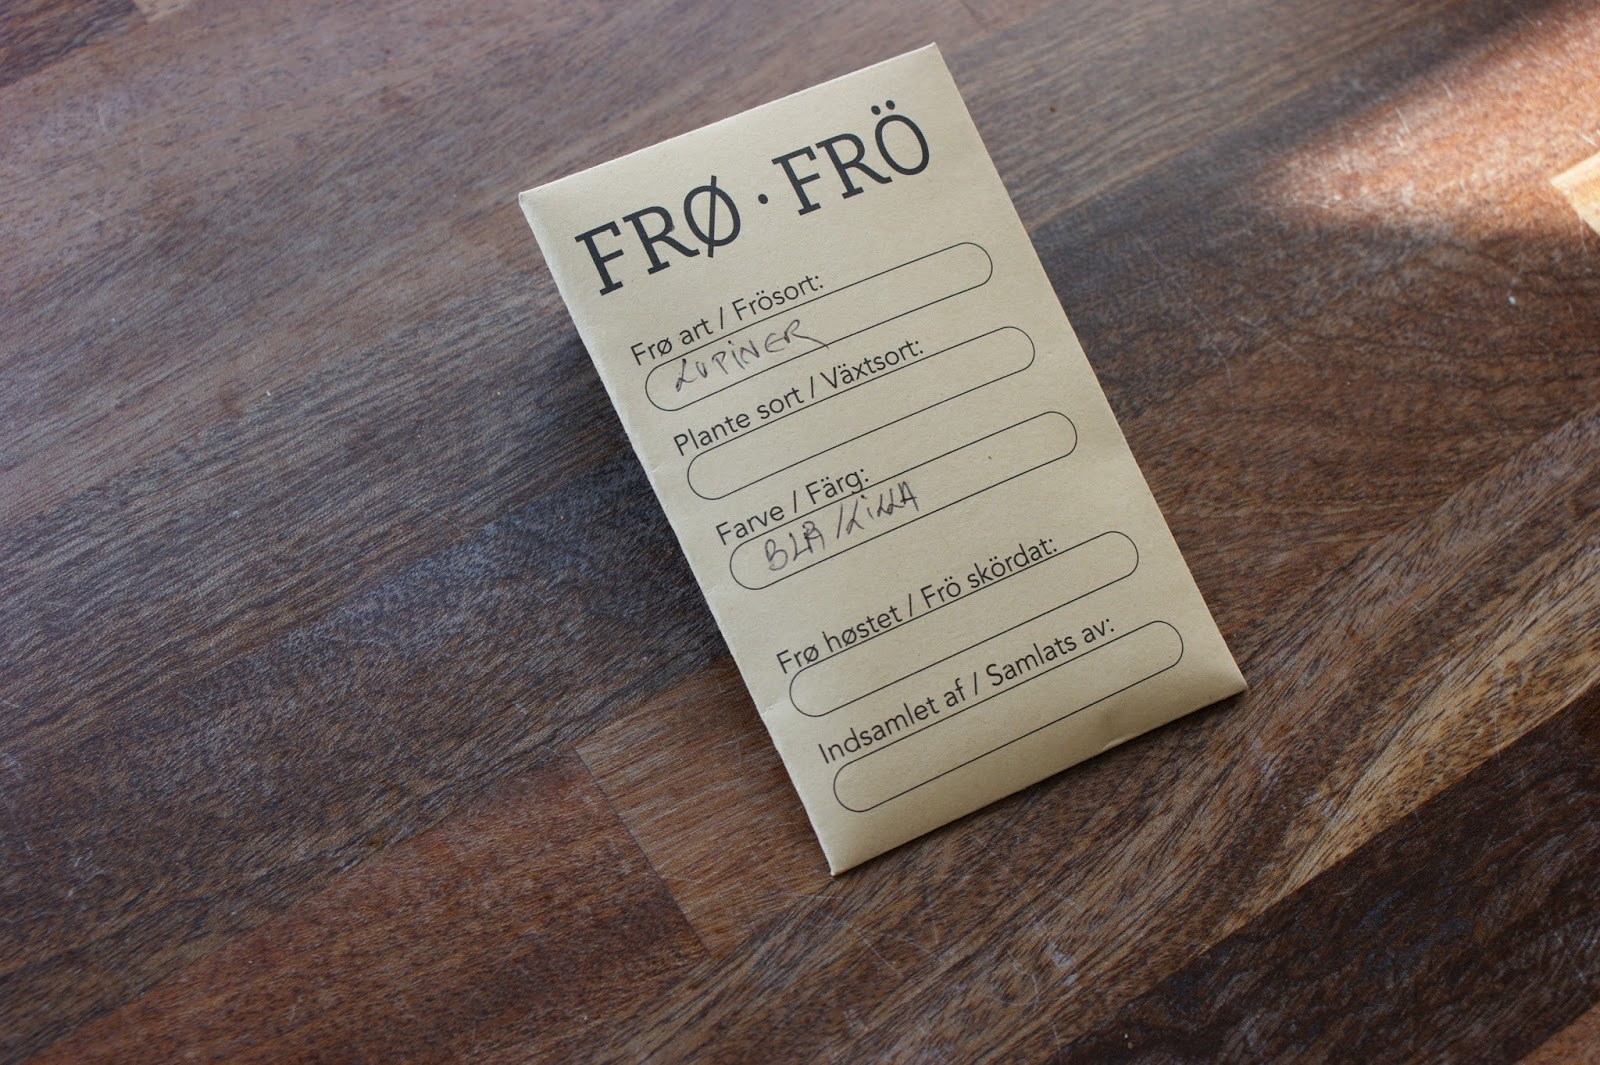 FRØ · FRÖ
Frø art / Frösort:
LUPINER
Plante sort / Växtsort:
Farve / Färg:
BLÅ/LILLA
Frø høstet / Frö skördat:
Indsamlet af / Samlats av: